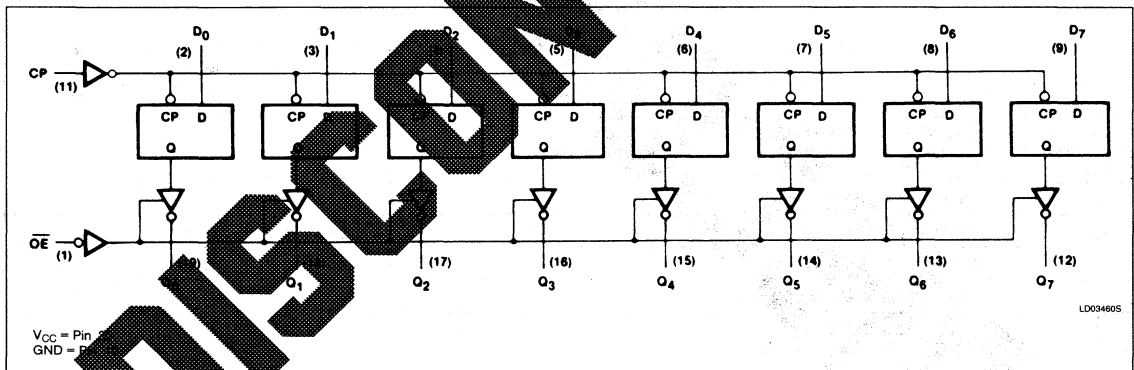 D0 D1 D2 D4 D5 D6 D7
(2) (3) (5) (6) (7) (8) (9)
CP
(11)
CP D CP D CP D CP D CP D CP D CP D CP D
Q Q Q Q Q Q Q Q
OE
(1)
(17) (16) (15) (14) (13) (12)
Q1 Q2 Q3 Q4 Q5 Q6 Q7
LD03460S
VCC = Pin
GND =
DISCON